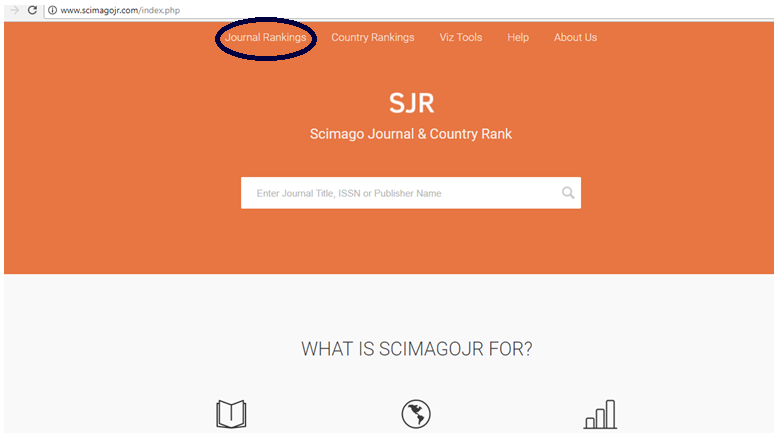 www.scimagojr.com/index.php
Journal Rankings Country Rankings Viz Tools Help About Us
SJR
Scimago Journal & Country Rank
Enter Journal Title, ISSN or Publisher Name
WHAT IS SCIMAGOJR FOR?